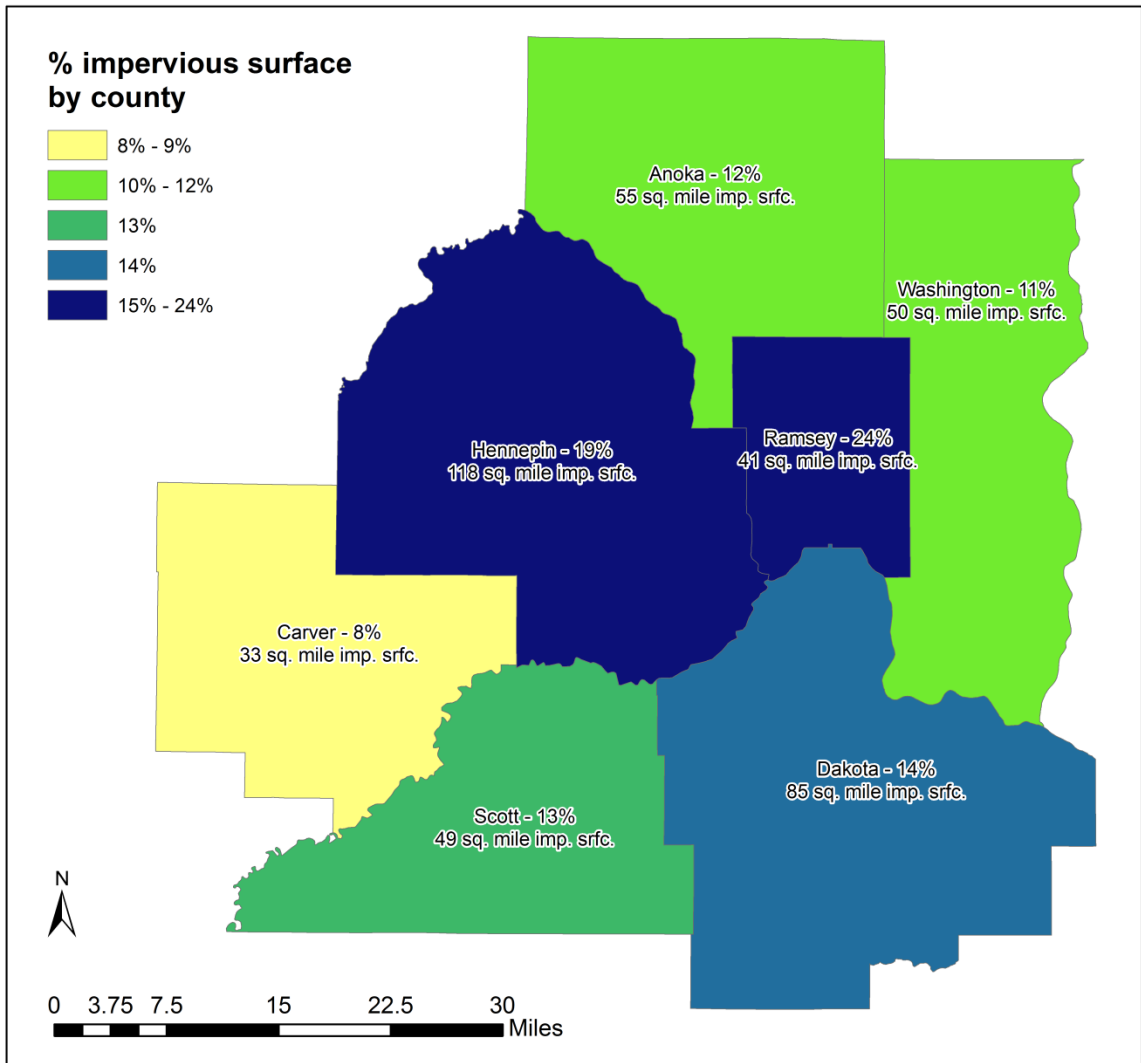 % impervious surface
by county
8% - 9%
10% - 12%
13%
14%
15% - 24%
Anoka - 12%
55 sq. mile imp. srfc.
Washington - 11%
50 sq. mile imp. srfc.
Hennepin - 19%
118 sq. mile imp. srfc.
Ramsey - 24%
41 sq. mile imp. srfc.
Carver - 8%
33 sq. mile imp. srfc.
Dakota - 14%
85 sq. mile imp. srfc.
Scott - 13%
49 sq. mile imp. srfc.
N
0 3.75 7.5 15 22.5 30
Miles